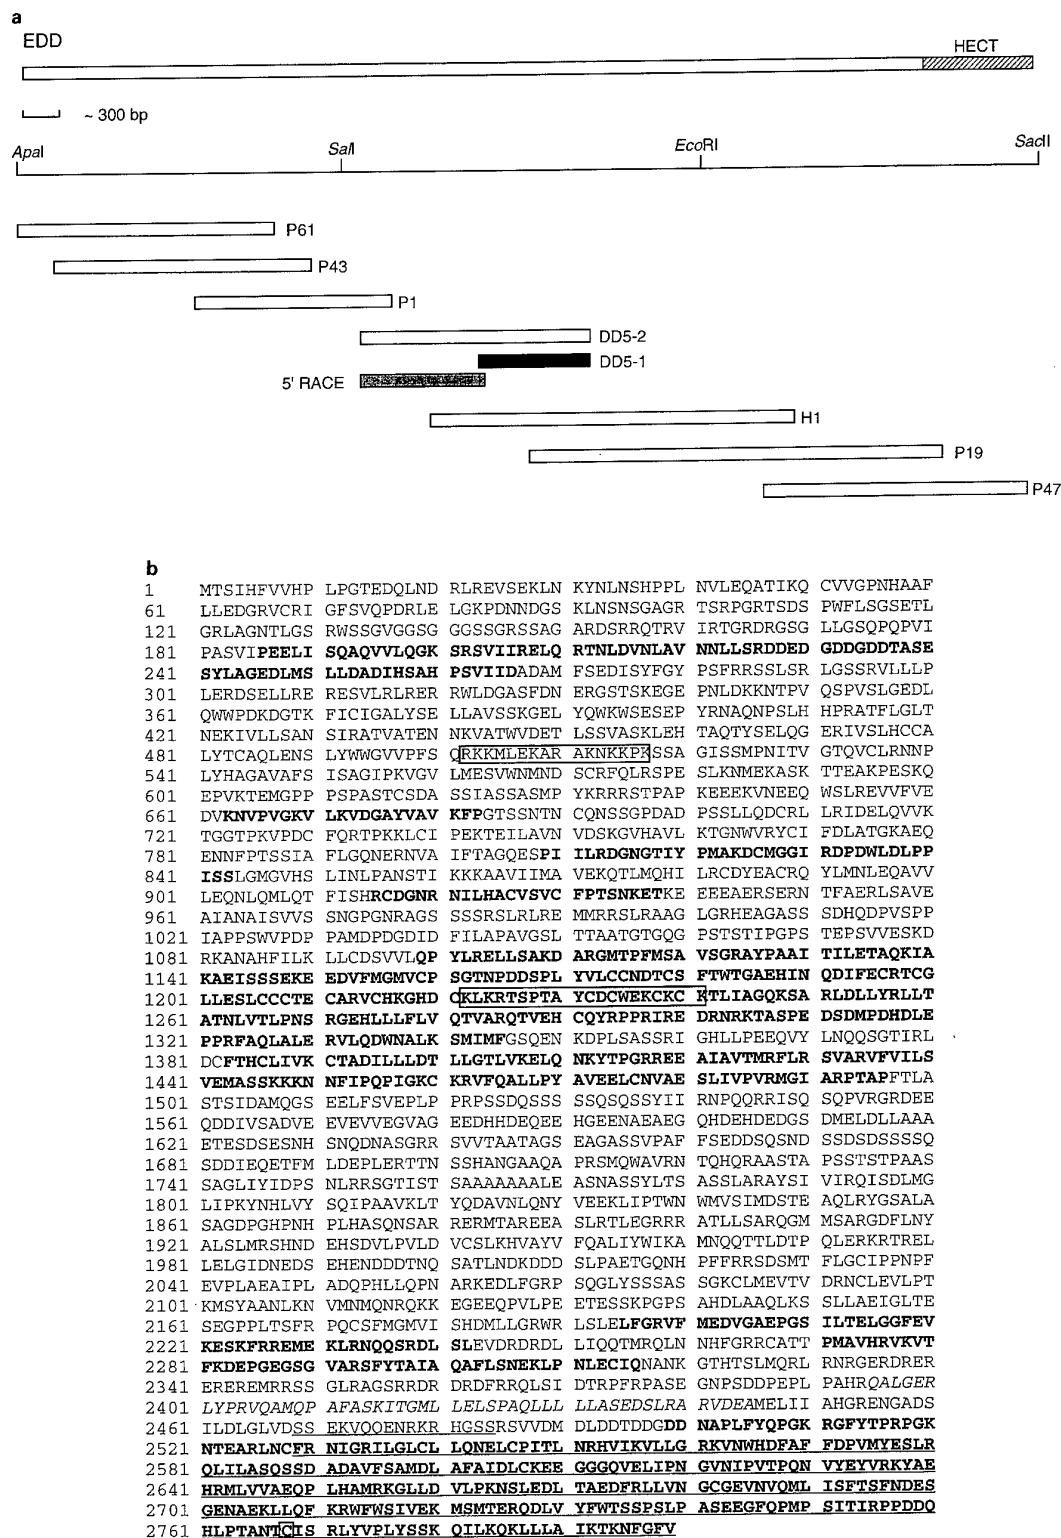 a
EDD
HECT
~ 300 bp
ApaI SalI EcoRI SacII
P61
P43
P1
DD5-2
DD5-1
5' RACE
H1
P19
P47
b
1 MTSIHFVVHP LPGTEDQLND RLREVSEKLN KYNLNSHPPL NVLEQATIKQ CVVGPNHAAF
61 LLEDGRVCRI GFSVQPDRLE LGKPDNNDGS KLNSNSGAGR TSRPGRTSDS PWFLSGSETL
121 GRLAGNTLGS RWSSGVGGSG GGSSGRSSAG ARDSRRQTRV IRTGRDRGSG LLGSQPQPVI
181 PASVIPEELI SQAQVVLQGK SRSVIIRELQ RTNLDVNLAV NNLLSRDDED GDDGDDTASE
241 SYLAGEDLMS LLDADIHSAH PSVIIDADAM FSEDISYFGY PSFRRSSLSR LGSSRVLLLP
301 LERDSELLRE RESVLRLRER RWLDGASFDN ERGSTSKEGE PNLDKKNTPV QSPVSLGEDL
361 QWWPDKDGTK FICIGALYSE LLAVSSKGEL YQWKWSESEP YRNAQNPSLH HPRATFLGLT
421 NEKIVLLSAN SIRATVATEN NKVATWVDET LSSVASKLEH TAQTYSELQG ERIVSLHCCA
481 LYTCAQLENS LYWWGVVPFS QRKKMLEKAR AKNKKPKSSA GISSMPNITV GTQVCLRNNP
541 LYHAGAVAFS ISAGIPKVGV LMESVWNMND SCRFQLRSPE SLKNMEKASK TTEAKPESKQ
601 EPVKTEMGPP PSPASTCSDA SSIASSASMP YKRRRSTPAP KEEEKVNEEQ WSLREVVFVE
661 DVKNVPVGKV LKVDGAYVAV KFPGTSSNTN CQNSSGPDAD PSSLLQDCRL LRIDELQVVK
721 TGGTPKVPDC FQRTPKKLCI PEKTEILAVN VDSKGVHAVL KTGNWVRYCI FDLATGKAEQ
781 ENNFPTSSIA FLGQNERNVA IFTAGQESPI ILRDGNGTIY PMAKDCMGGI RDPDWLDLPP
841 ISSLGMGVHS LINLPANSTI KKKAAVIIMA VEKQTLMQHI LRCDYEACRQ YLMNLEQAVV
901 LEQNLQMLQT FISHRCDGNR NILHACVSVC FPTSNKETKE EEEAERSERN TFAERLSAVE
961 AIANAISVVS SNGPGNRAGS SSSRSLRLRE MMRRSLRAAG LGRHEAGASS SDHQDPVSPP
1021 IAPPSWVPDP PAMDPDGDID FILAPAVGSL TTAATGTGQG PSTSTIPGPS TEPSVVESKD
1081 RKANAHFILK LLCDSVVLQP YLRELLSAKD ARGMTPFMSA VSGRAYPAAI TILETAQKIA
1141 KAEISSSEKE EDVFMGMVCP SGTNPDDSPL YVLCCNDTCS FTWTGAEHIN QDIFECRTCG
1201 LLESLCCCTE CARVCHKGHD CKLKRTSPTA YCDCWEKCKC KTLIAGQKSA RLDLLYRLLT
1261 ATNLVTLPNS RGEHLLLFLV QTVARQTVEH CQYRPPRIRE DRNRKTASPE DSDMPDHDLE
1321 PPRFAQLALE RVLQDWNALK SMIMFGSQEN KDPLSASSRI GHLLPEEQVY LNQQSGTIRL
1381 DCFTHCLIVK CTADILLLDT LLGTLVKELQ NKYTPGRREE AIAVTMRFLR SVARVFVILS
1441 VEMASSKKKN NFIPQPIGKC KRVFQALLPY AVEELCNVAE SLIVPVRMGI ARPTAPFTLA
1501 STSIDAMQGS EELFSVEPLP PRPSSDQSSS SSQSQSSYII RNPQQRRISQ SQPVRGRDEE
1561 QDDIVSADVE EVEVVEGVAG EEDHHDEQEE HGEENAEAEG QHDEHDEDGS DMELDLLAAA
1621 ETESDSESNH SNQDNASGRR SVVTAATAGS EAGASSVPAF FSEDDSQSND SSDSDSSSSQ
1681 SDDIEQETFM LDEPLERTTN SSHANGAAQA PRSMQWAVRN TQHQRAASTA PSSTSTPAAS
1741 SAGLIYIDPS NLRRSGTISTSAAAAAAALE ASNASSYLTS ASSLARAYSI VIRQISDLMG
1801 LIPKYNHLVY SQIPAAVKLT YQDAVNLQNY VEEKLIPTWN WMVSIMDSTE AQLRYGSALA
1861 SAGDPGHPNH PLHASQNSAR RERMTAREEA SLRTLEGRRR ATLLSARQGM MSARGDFLNY
1921 ALSLMRSHND EHSDVLPVLD VCSLKHVAYV FQALIYWIKA MNQQTTLDTP QLERKRTREL
1981 LELGIDNEDS EHENDDDTNQ SATLNDKDDD SLPAETGQNH PFFRRSDSMT FLGCIPPNPF
2041 EVPLAEAIPL ADQPHLLQPN ARKEDLFGRP SQGLYSSSAS SGKCLMEVTV DRNCLEVLPT
2101 KMSYAANLKN VMNMQNRQKK EGEEQPVLPE ETESSKPGPS AHDLAAQLKS SLLAEIGLTE
2161 SEGPPLTSFR PQCSFMGMVI SHDMLLGRWR LSLELFGRVF MEDVGAEPGS ILTELGGFEV
2221 KESKFRREME KLRNQQSRDL SLEVDRDRDL LIQQTMRQLN NHFGRRCATT PMAVHRVKVT
2281 FKDEPGEGSG VARSFYTAIA QAFLSNEKLP NLECIQNANK GTHTSLMQRL RNRGERDRER
2341 EREREMRRSS GLRAGSRRDR DRDFRRQLSI DTRPFRPASE GNPSDDPEPL PAHRQALGER
2401 LYPRVQAMQP AFASKITGML LELSPAQLLL LLASEDSLRA RVDEAMELII AHGRENGADS
2461 ILDLGLVDSS EKVQQENRKR HGSSRSVVDM DLDDTDDGDD NAPLFYQPGK RGFYTPRPGK
2521 NTEARLNCFR NIGRILGLCL LQNELCPITL NRHVIKVLLG RKVNWHDFAF FDPVMYESLR
2581 QLILASQSSD ADAVFSAMDL AFAIDLCKEE GGGQVELIPN GVNIPVTPQN VYEYVRKYAE
2641 HRMLVVAEQP LHAMRKGLLD VLPKNSLEDL TAEDFRLLVN GCGEVNVQML ISFTSFNDES
2701 GENAEKLLQF KRWFWSIVEK MSMTERQDLV YFWTSSPSLP ASEEGFQPMP SITIRPPDDQ
2761 HLPTANTCIS RLYVPLYSSK QILKQKLLLA IKTKNFGFV